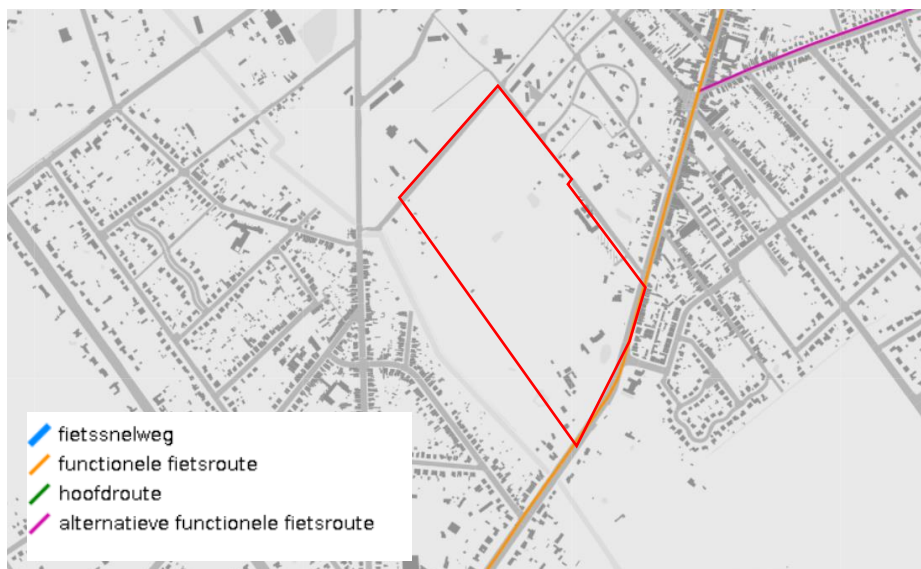 fietssnelweg
functionele fietsroute
hoofdroute
alternatieve functionele fietsroute